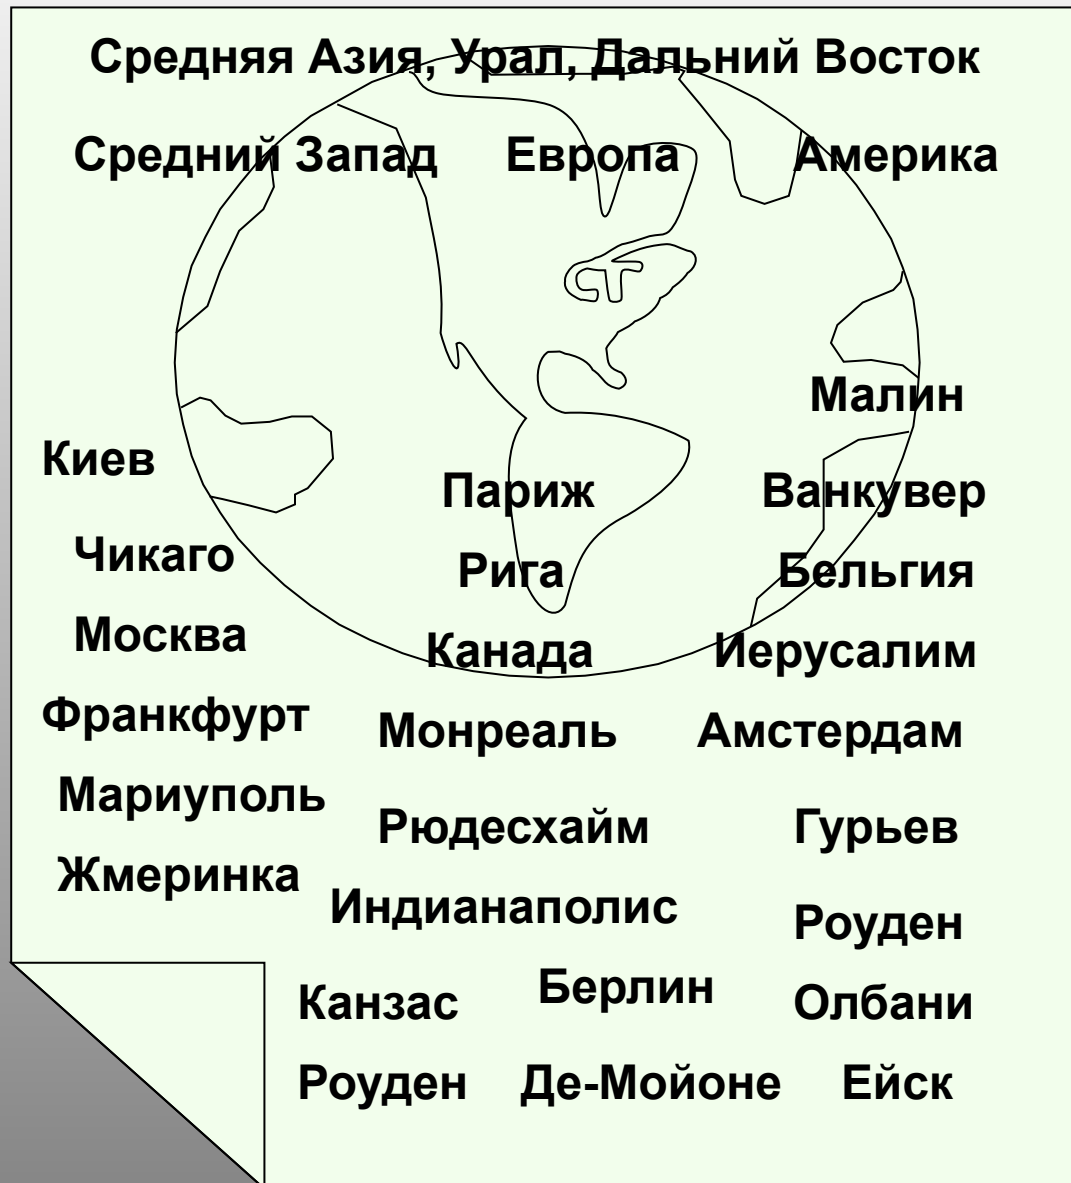 Средняя Азия, Урал, Дальний Восток
Средний Запад Европа Америка
Малин
Киев
Париж Ванкувер
Чикаго Рига Бельгия
Москва Канада Иерусалим
Франкфурт Монреаль Амстердам
Мариуполь Рюдесхайм Гурьев
Жмеринка Индианаполис Роуден
Канзас Берлин Олбани
Роуден Де-Мойоне Ейск